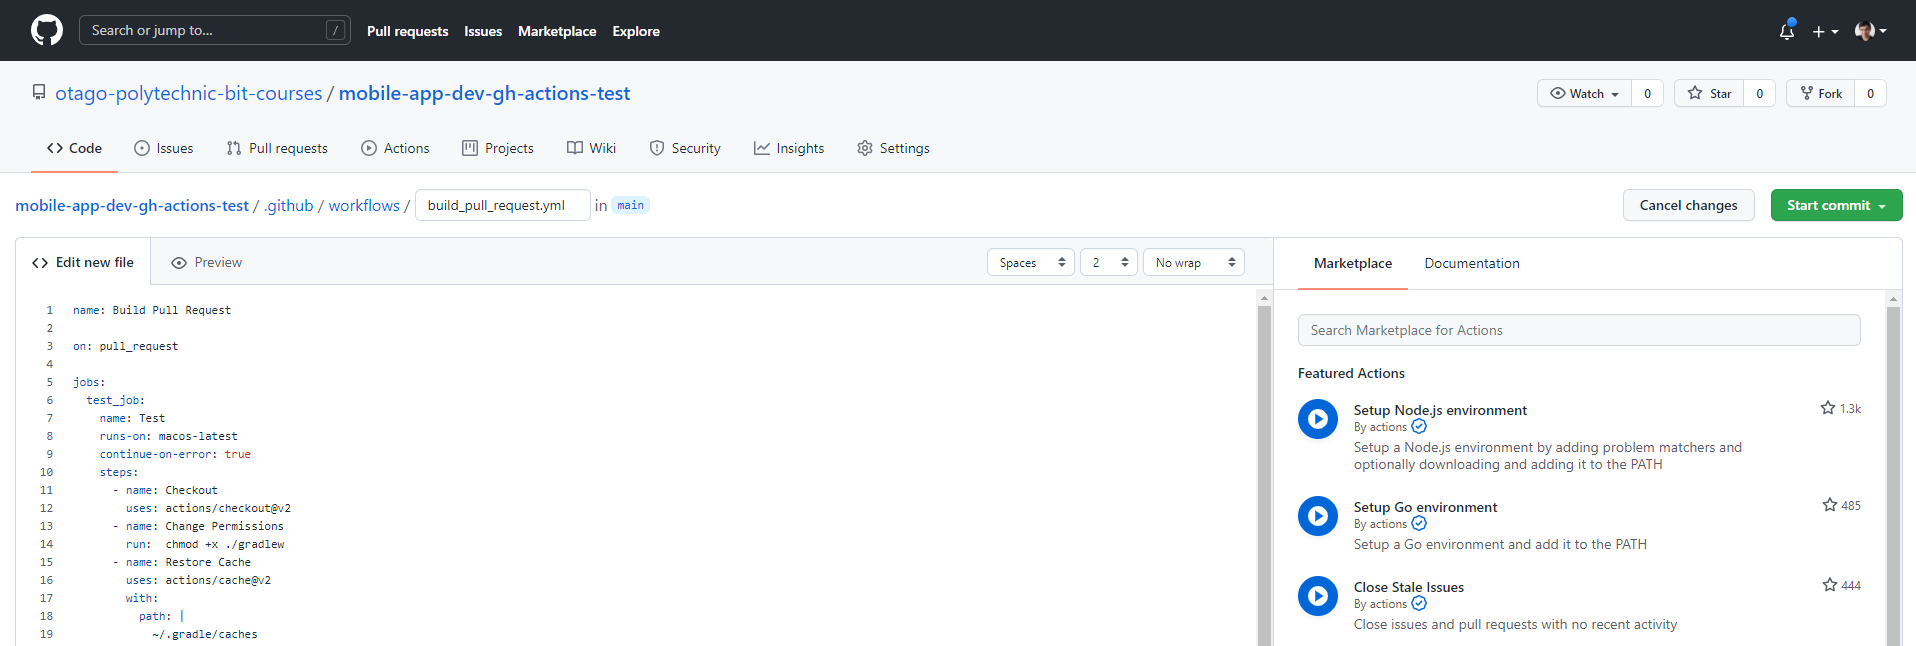 Search or jump to... /
Pull requests Issues Marketplace Explore
otago-polytechnic-bit-courses / mobile-app-dev-gh-actions-test
Watch 0 Star 0 Fork 0
Code Issues Pull requests Actions Projects Wiki Security Insights Settings
mobile-app-dev-gh-actions-test / .github / workflows / build_pull_request.yml in main
Cancel changes Start commit
Edit new file Preview
Spaces 2 No wrap
1 name: Build Pull Request
2
3 on: pull_request
4
5 jobs:
6 test_job:
7 name: Test
8 runs-on: macos-latest
9 continue-on-error: true
10 steps:
11 - name: Checkout
12 uses: actions/checkout@v2
13 - name: Change Permissions
14 run:  chmod +x ./gradlew
15 - name: Restore Cache
16 uses: actions/cache@v2
17 with:
18 path: |
19 ~/.gradle/caches
Marketplace Documentation
Search Marketplace for Actions
Featured Actions
Setup Node.js environment 1.3k
By actions
Setup a Node.js environment by adding problem matchers and
optionally downloading and adding it to the PATH
Setup Go environment 485
By actions
Setup a Go environment and add it to the PATH
Close Stale Issues 444
By actions
Close issues and pull requests with no recent activity